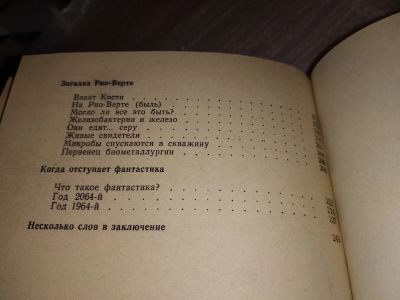 Загадка Рио-Верте
Визит Кости
На Рио-Верте (быль)
Могло ли все это быть?
Железобактерии и железо
Они едят... серу
Живые свидетели
Микробы спускаются в скважину
Первенец биометаллургии
Когда отступает фантастика
Что такое фантастика?
Год 2064-й
Год 1964-й
Несколько слов в заключение